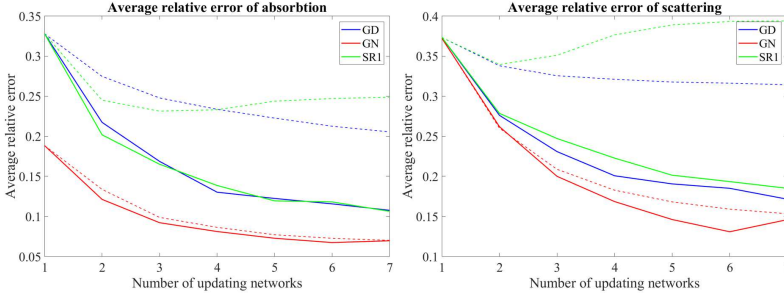 Average relative error of absorbtion
Average relative error
0.35
0.3
0.25
0.2
0.15
0.1
0.05
GD
GN
SR1
1 2 3 4 5 6 7
Number of updating networks
Average relative error of scattering
Average relative error
0.4
0.35
0.3
0.25
0.2
0.15
0.1
GD
GN
SR1
1 2 3 4 5 6
Number of updating networks